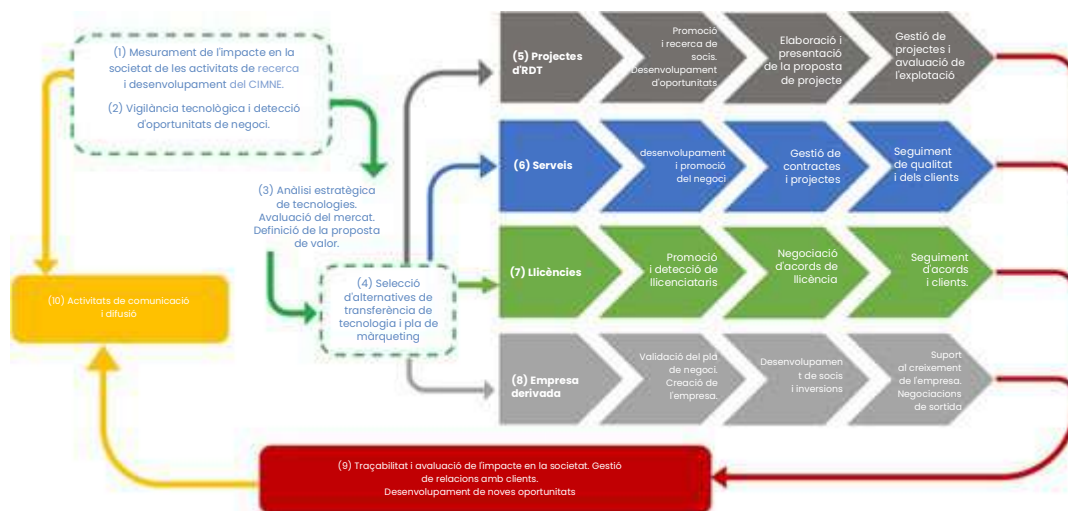 (1) Mesurament de l'impacte en la
societat de les activitats de recerca
i desenvolupament del CIMNE.
(2) Vigilància tecnològica i detecció
d'oportunitats de negoci.
(3) Anàlisi estratègica
de tecnologies.
Avaluació del mercat.
Definició de la proposta
de valor.
(4) Selecció
d'alternatives de
transferència de
tecnologia i pla de
màrqueting
(5) Projectes
d'RDT
Promoció
i recerca de
socis.
Desenvolupament
d'oportunitats
Elaboració i
presentació
de la proposta
de projecte
Gestió de
projectes i
avaluació de
l'explotació
(6) Serveis
desenvolupament
i promoció
del negoci
Gestió de
contractes
i projectes
Seguiment
de qualitat
i dels clients
(7) Llicències
Promoció
i detecció de
llicenciataris
Negociació
d'acords de
llicència
Seguiment
d'acords
i clients.
(8) Empresa
derivada
Validació del pla
de negoci.
Creació de
l'empresa.
Desenvolupamen
t de socis
i inversions
Suport
al creixement
de l'empresa.
Negociacions
de sortida
(9) Traçabilitat i avaluació de l'impacte en la societat. Gestió
de relacions amb clients.
Desenvolupament de noves oportunitats
(10) Activitats de comunicació
i difusió